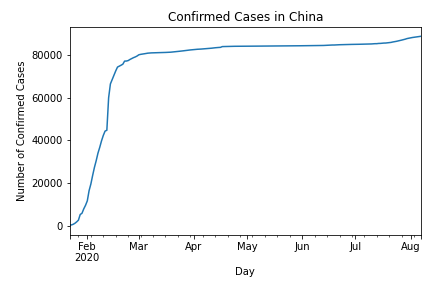 Confirmed Cases in China
Number of Confirmed Cases
80000
60000
40000
20000
0
Feb Mar Apr May Jun Jul Aug
2020
Day